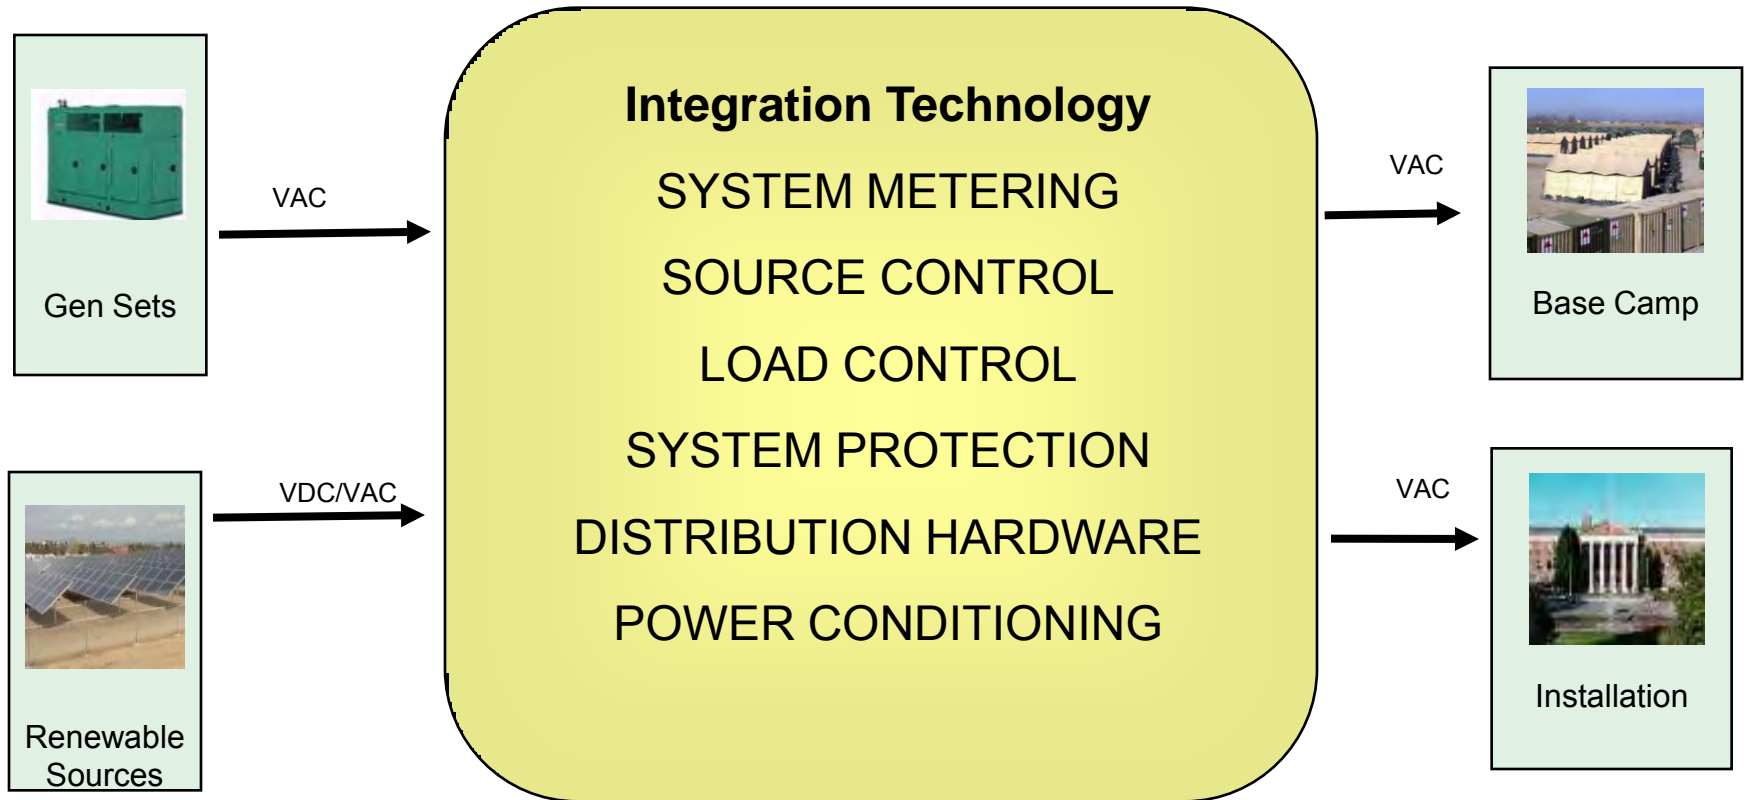 Integration Technology
SYSTEM METERING
SOURCE CONTROL
LOAD CONTROL
SYSTEM PROTECTION
DISTRIBUTION HARDWARE
POWER CONDITIONING
Gen Sets
VAC
Renewable
Sources
VDC/VAC
VAC
Base Camp
VAC
Installation